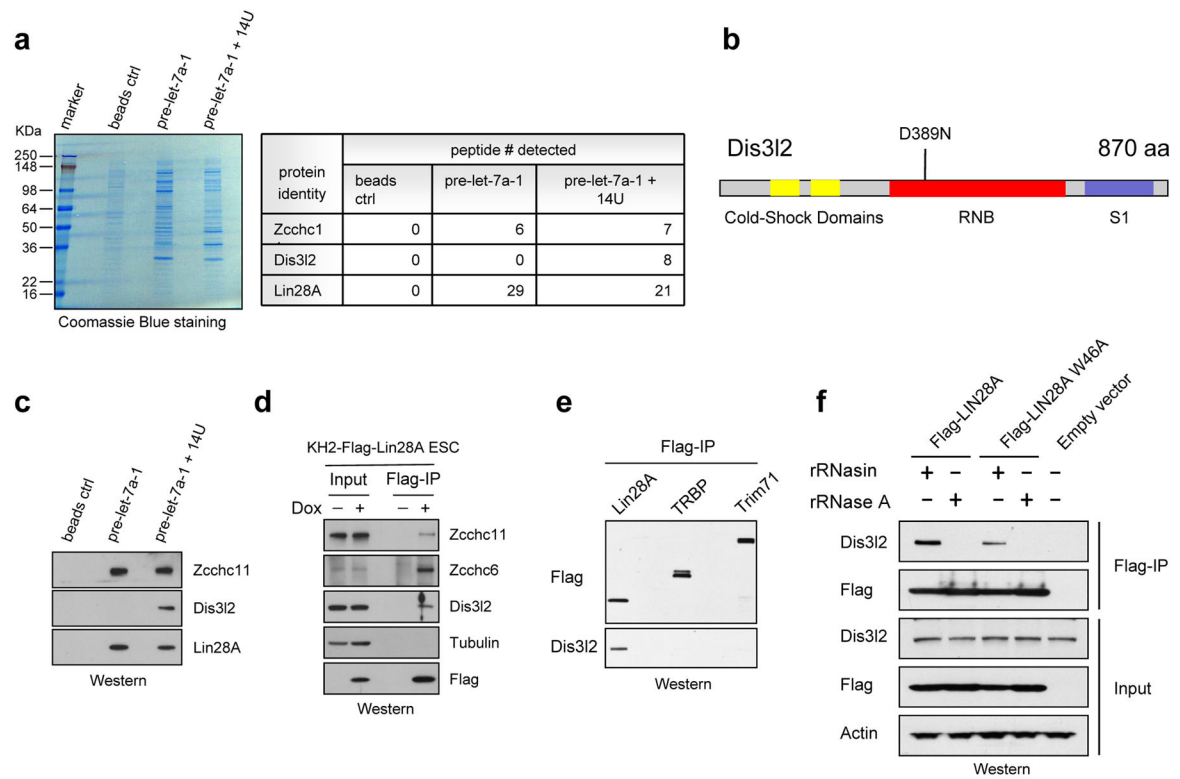 a
KDa
marker
beads ctrl
pre-let-7a-1
pre-let-7a-1 + 14U
250
148
98
64
50
36
22
16
Coomassie Blue staining
protein identity
peptide # detected
beads ctrl
pre-let-7a-1
pre-let-7a-1 + 14U
Zcchc1 0 6 7
Dis3l2 0 0 8
Lin28A 0 29 21
b
D389N
Dis3l2 870 aa
Cold-Shock Domains RNB S1
c
beads ctrl
pre-let-7a-1
pre-let-7a-1 + 14U
Zcchc11
Dis3l2
Lin28A
Western
d
KH2-Flag-Lin28A ESC
Input Flag-IP
Dox – + – +
Zcchc11
Zcchc6
Dis3l2
Tubulin
Flag
Western
e
Flag-IP
Lin28A
TRBP
Trim71
Flag
Dis3l2
Western
f
Flag-LIN28A
Flag-LIN28A W46A
Empty vector
rRNasin + – + – –
rRNase A – + – + –
Dis3l2
Flag
Flag-IP
Dis3l2
Flag
Actin
Input
Western